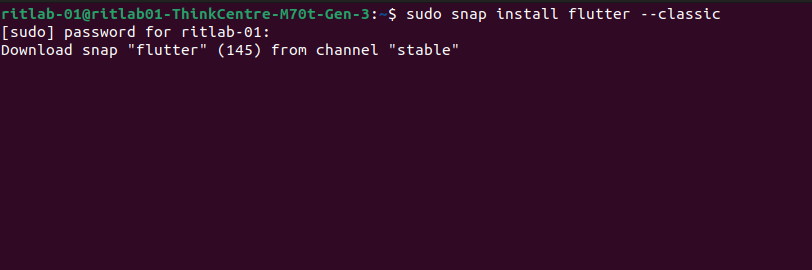 ritlab-01@ritlab01-ThinkCentre-M70t-Gen-3:~$ sudo snap install flutter --classic
[sudo] password for ritlab-01:
Download snap "flutter" (145) from channel "stable"